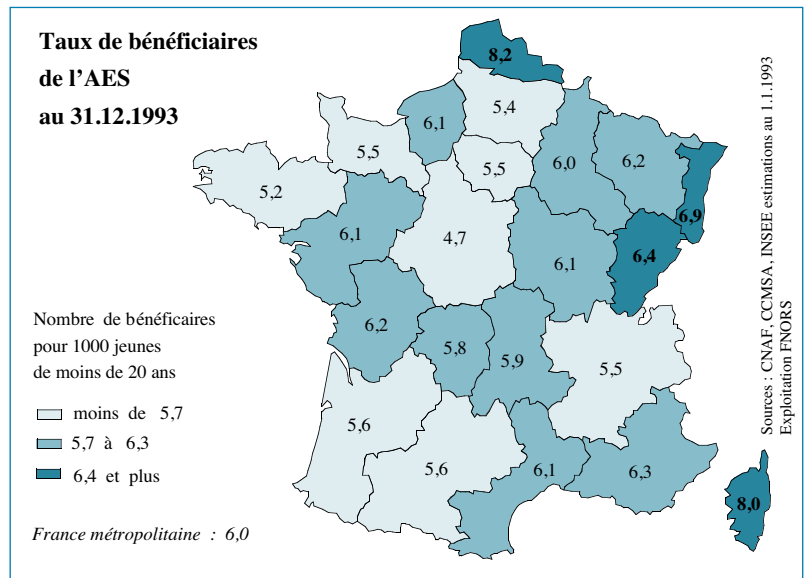 Taux de bénéficiaires
de l'AES
au 31.12.1993
8,2
5,4
6,1
5,5
5,5
6,0
6,2
5,2
6,9
6,1
4,7
6,4
6,1
6,2
5,8
5,9
5,5
5,6
5,6
6,1
6,3
8,0
Nombre de bénéficaires
pour 1000 jeunes
de moins de 20 ans
moins de 5,7
5,7 à 6,3
6,4 et plus
France métropolitaine : 6,0
Sources : CNAF, CCMSA, INSEE estimations au 1.1.1993
Exploitation FNORS